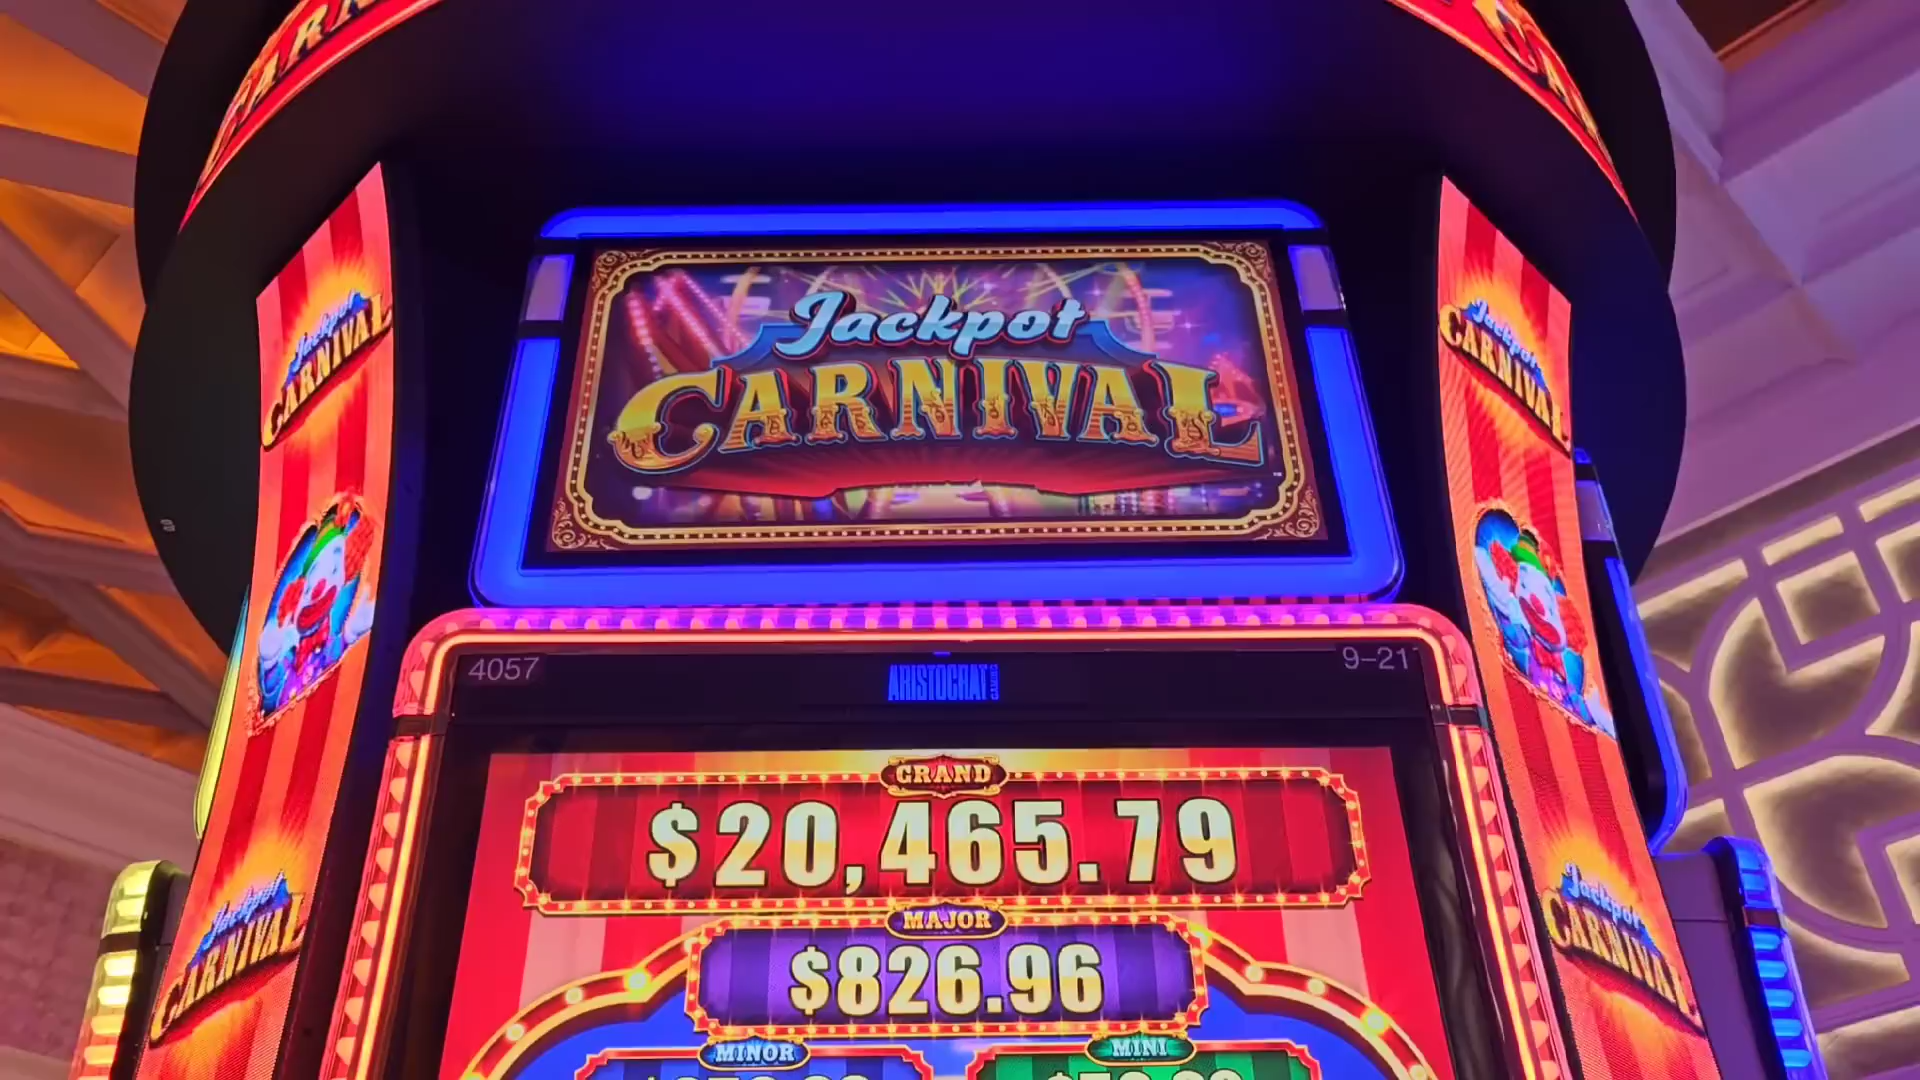 Jackpot
CARNIVAL
Jackpot
CARNIVAL
Jackpot
CARNIVAL
4057
ARISTOCRAT
GAMING
9-21
GRAND
$20,465.79
MAJOR
$826.96
MINOR
MINI
Jackpot
CARNIVAL
Jackpot
CARNIVAL